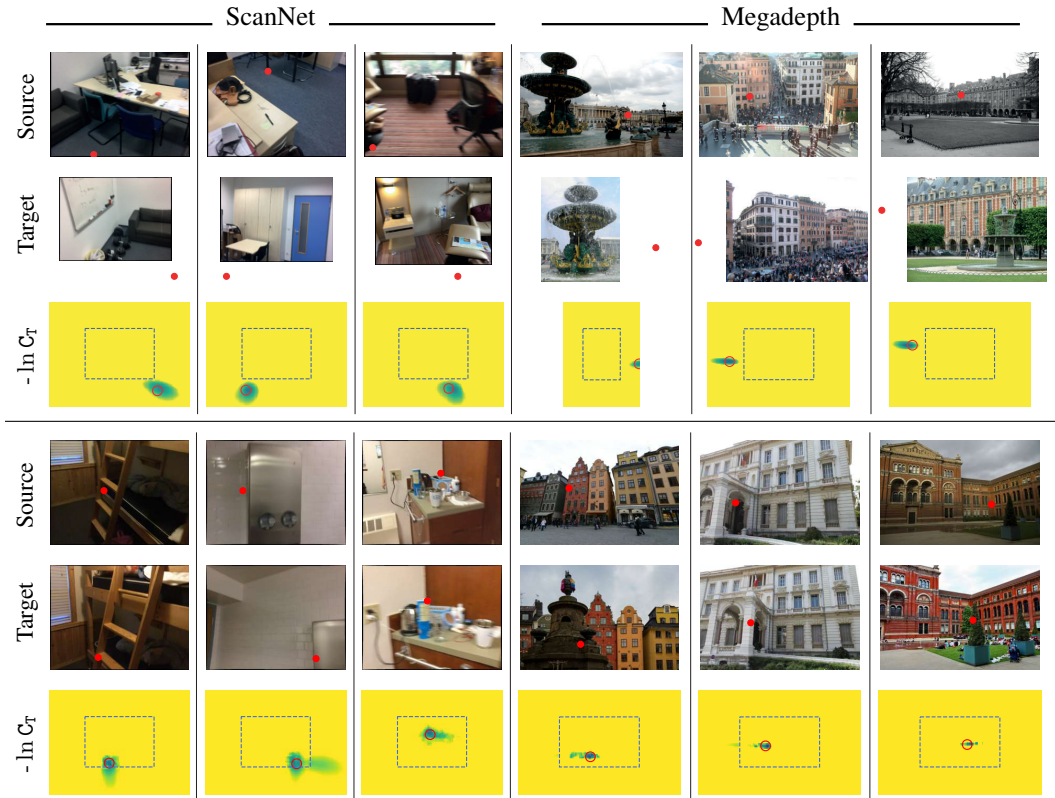 ScanNet
Megadepth
Source
Target
- ln C_T
Source
Target
- ln C_T